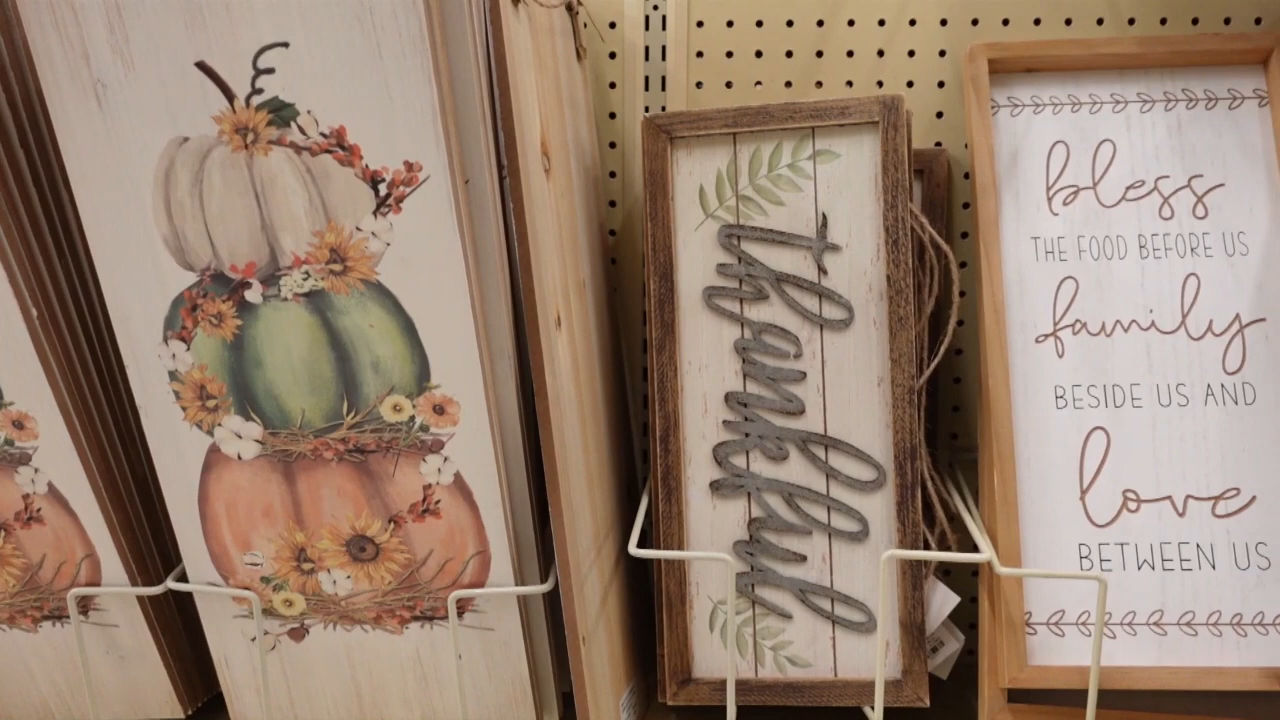 thankful
bless
THE FOOD BEFORE US
family
BESIDE US AND
love
BETWEEN US